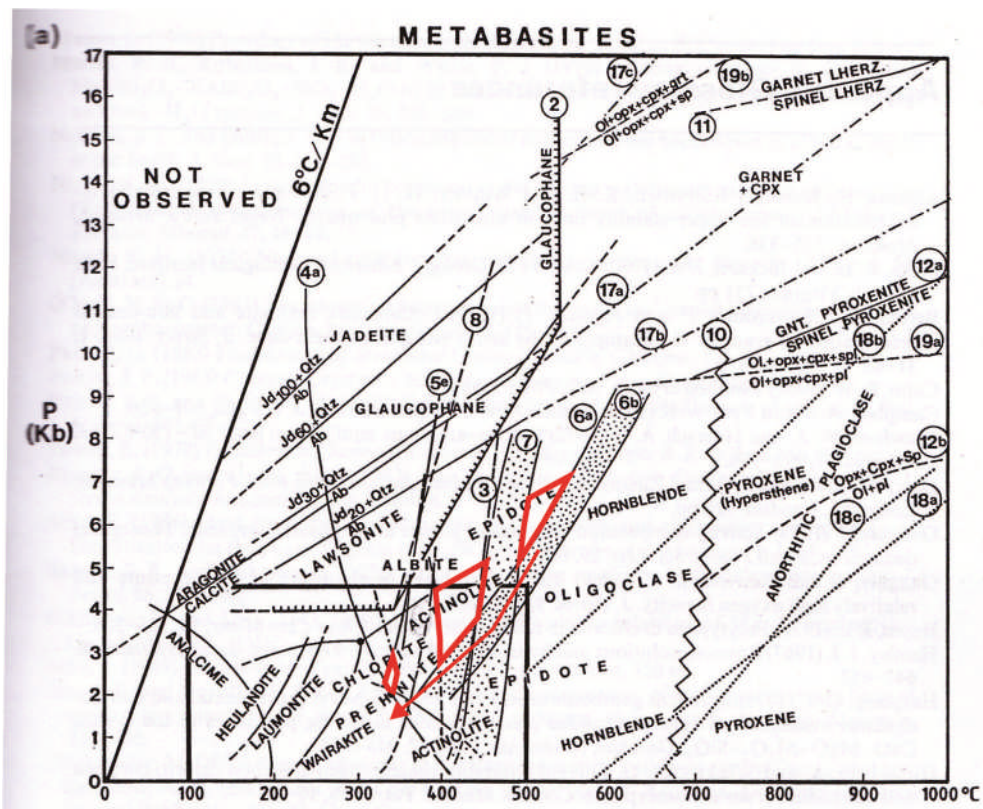 [a]
METABASITES
17
16
15
14
13
12
11
10
9
8
7
6
5
4
3
2
1
0
P
(Kb)
0
100
200
300
400
500
600
700
800
900
1000 °C
NOT
OBSERVED
6°C/Km
2
17c
19b
Ol+opx+cpx+grt
Ol+opx+cpx+sp
11
GARNET LHERZ.
SPINEL LHERZ.
GLAUCOPHANE
GARNET
+ CPX
4a
8
17a
12a
JADEITE
17b
10
GNT. PYROXENITE
SPINEL PYROXENITE
18b
19a
Ol.+opx+cpx+spl
Ol+opx+cpx+pl
Jd100+Qtz
Ab
Jd60+Qtz
Ab
5e
GLAUCOPHANE
6a
6b
7
Jd30+Qtz
Ab
Jd20+Qtz
Ab
3
EPIDOTE
HORNBLENDE
PYROXENE
(Hypersthene)
PLAGIOCLASE
ANORTHITIC
12b
Opx+Cpx+Sp
Ol+pl
18c
18a
ARAGONITE
CALCITE
LAWSONITE
ALBITE
ACTINOLITE
OLIGOCLASE
ANALCIME
HEULANDITE
LAUMONTITE
CHLORITE
PREHNITE
WAIRAKITE
EPIDOTE
ACTINOLITE
HORNBLENDE
PYROXENE